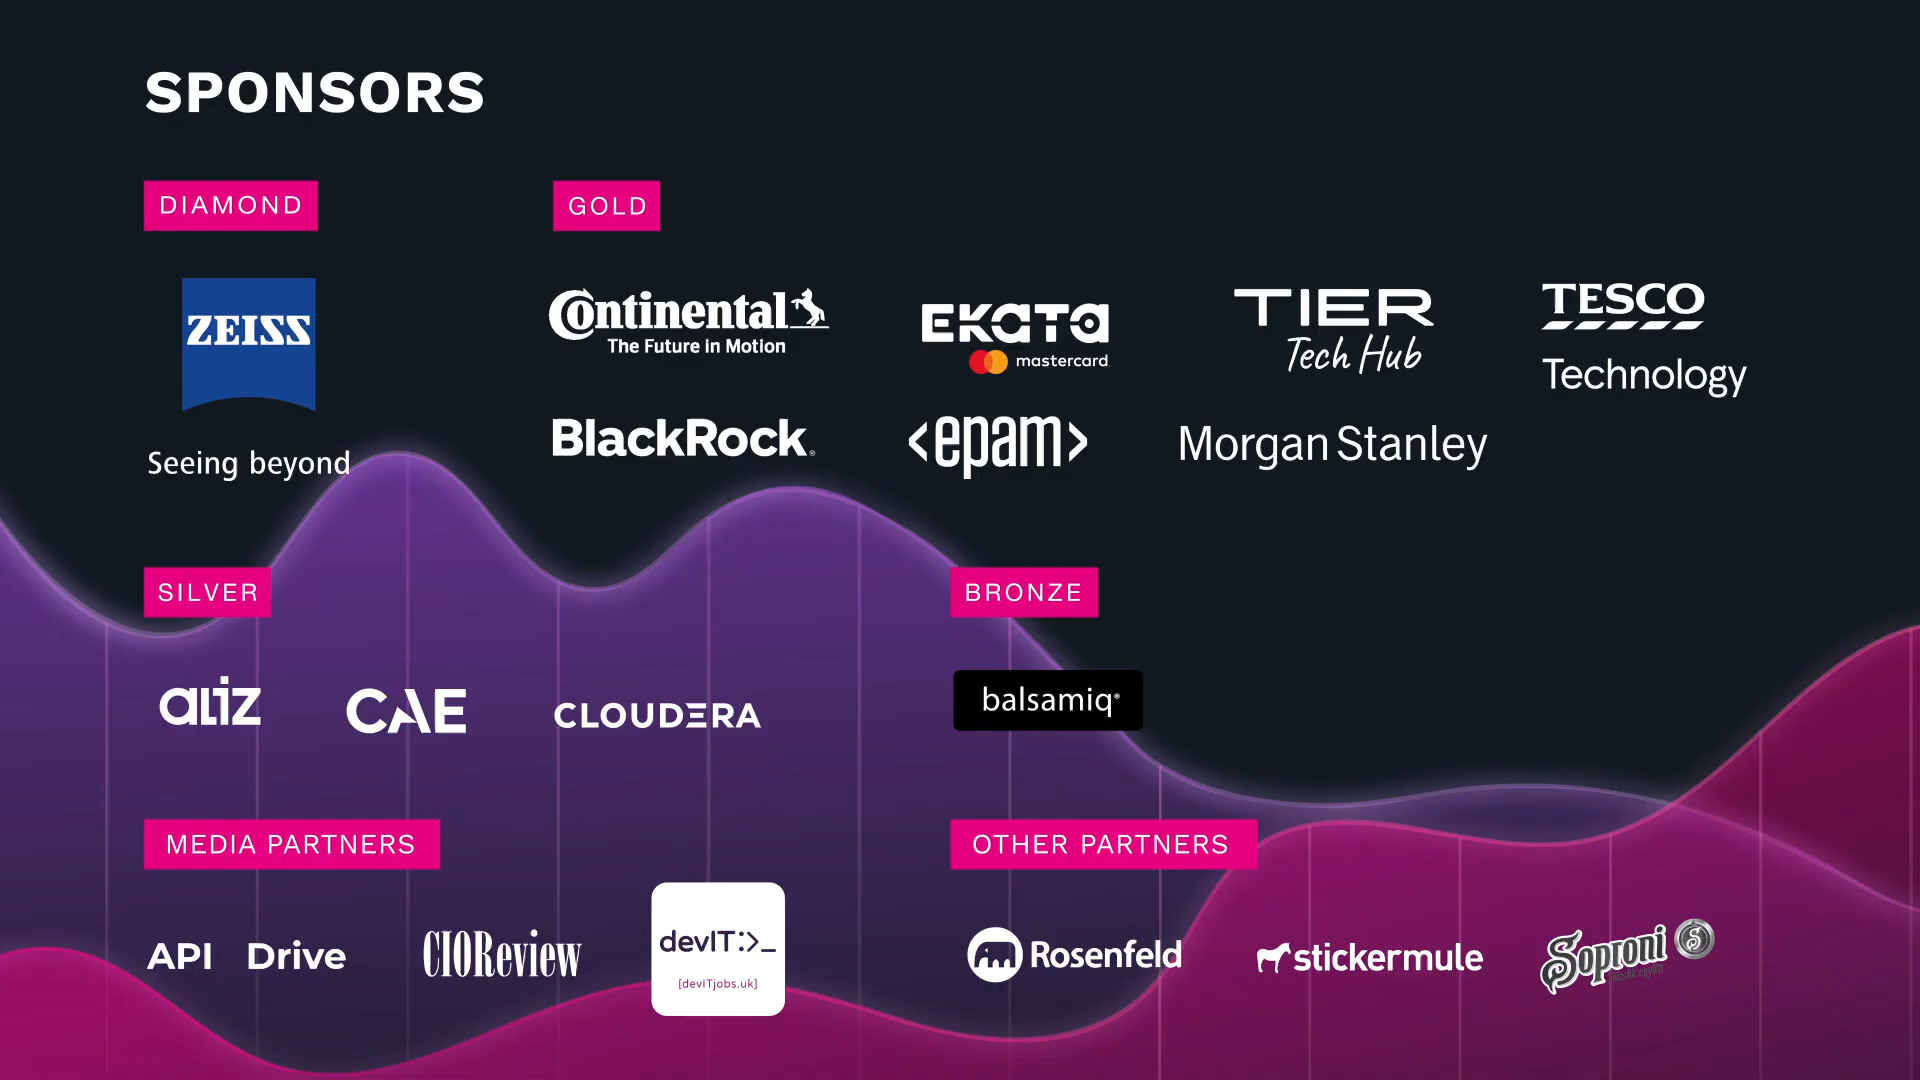 SPONSORS
DIAMOND
ZEISS
Seeing beyond
GOLD
Continental
The Future in Motion
EKATA
mastercard.
TIER
Tech Hub
TESCO
Technology
BlackRock®
<epam>
Morgan Stanley
SILVER
aliz
CAE
CLOUDERA
BRONZE
balsamiq®
MEDIA PARTNERS
API Drive
CIOReview
devIT:>_
[devITjobs.uk]
OTHER PARTNERS
Rosenfeld
stickermule
Soproni
S